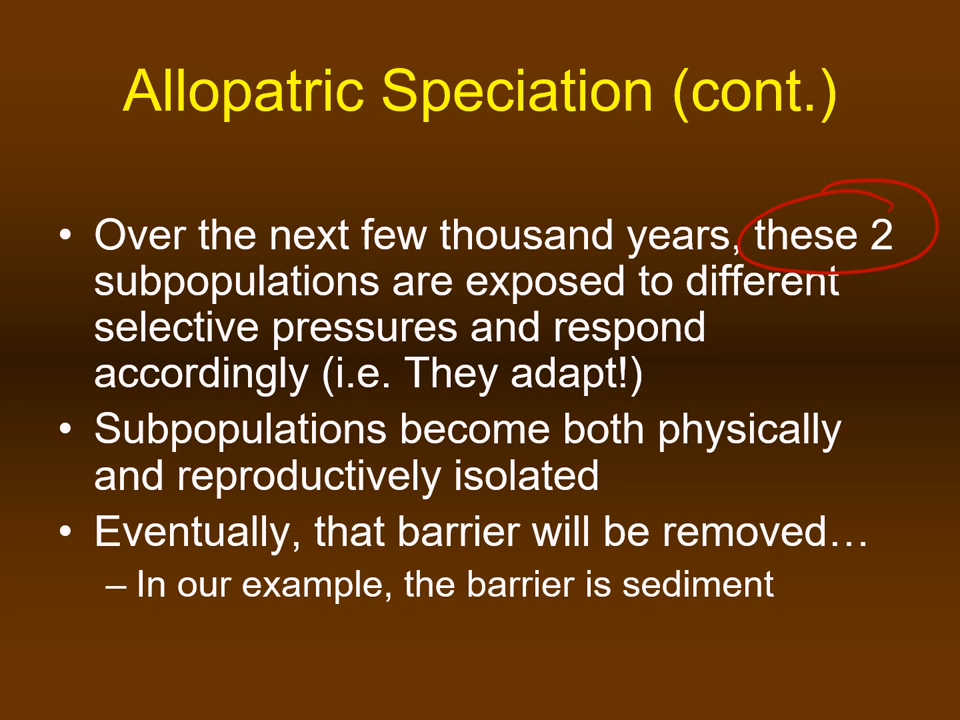 Allopatric Speciation (cont.)
• Over the next few thousand years, these 2
subpopulations are exposed to different
selective pressures and respond
accordingly (i.e. They adapt!)
• Subpopulations become both physically
and reproductively isolated
• Eventually, that barrier will be removed…
– In our example, the barrier is sediment